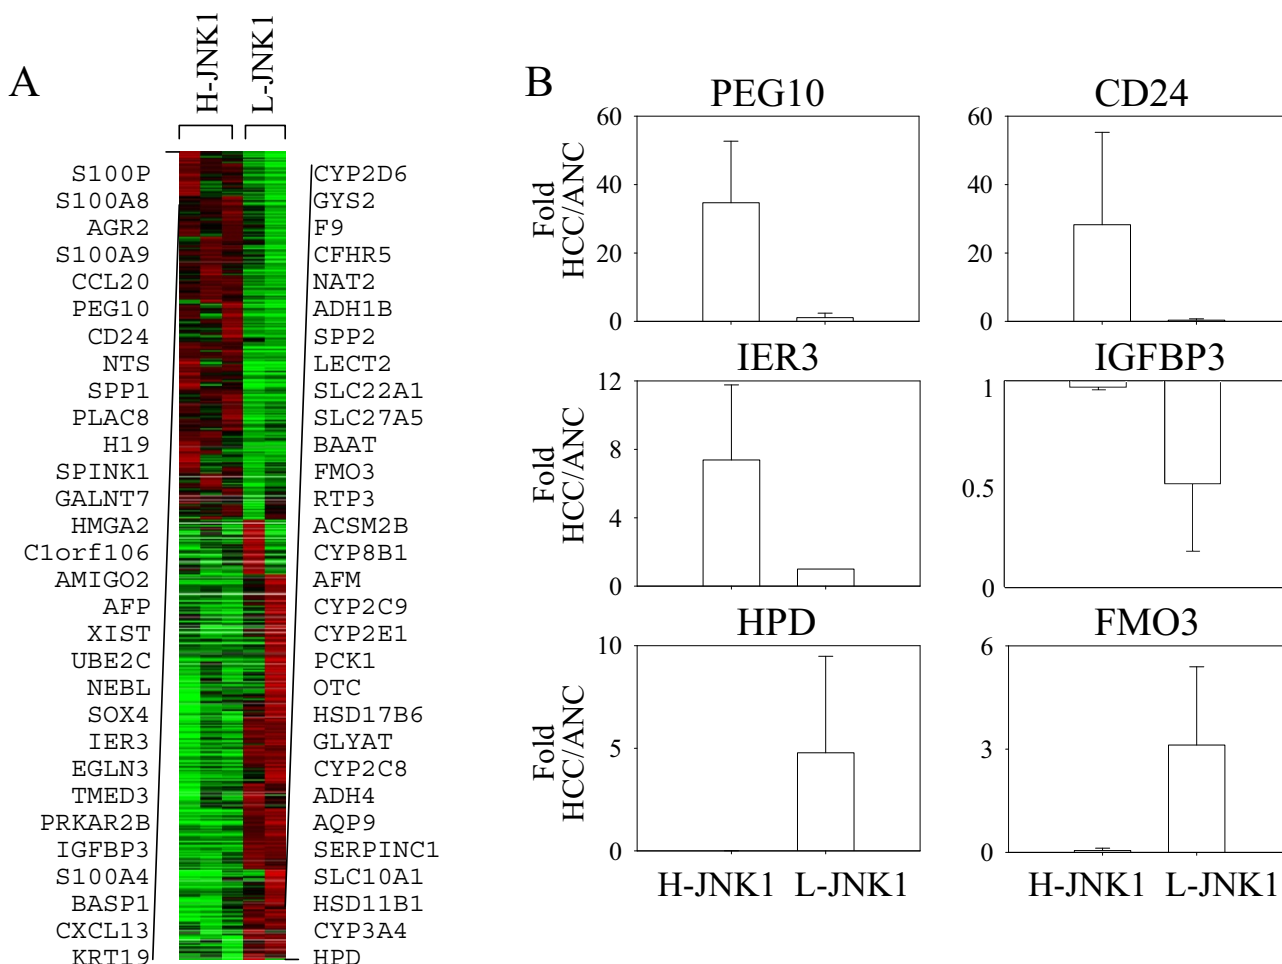 A
H-JNK1
L-JNK1
S100P
S100A8
AGR2
S100A9
CCL20
PEG10
CD24
NTS
SPP1
PLAC8
H19
SPINK1
GALNT7
HMGA2
C1orf106
AMIGO2
AFP
XIST
UBE2C
NEBL
SOX4
IER3
EGLN3
TMED3
PRKAR2B
IGFBP3
S100A4
BASP1
CXCL13
KRT19
CYP2D6
GYS2
F9
CFHR5
NAT2
ADH1B
SPP2
LECT2
SLC22A1
SLC27A5
BAAT
FMO3
RTP3
ACSM2B
CYP8B1
AFM
CYP2C9
CYP2E1
PCK1
OTC
HSD17B6
GLYAT
CYP2C8
ADH4
AQP9
SERPINC1
SLC10A1
HSD11B1
CYP3A4
HPD
B
PEG10
Fold
HCC/ANC
60
40
20
0
CD24
60
40
20
0
IER3
Fold
HCC/ANC
12
8
4
0
IGFBP3
1
0.5
0
HPD
Fold
HCC/ANC
10
5
0
H-JNK1 L-JNK1
FMO3
6
3
0
H-JNK1 L-JNK1